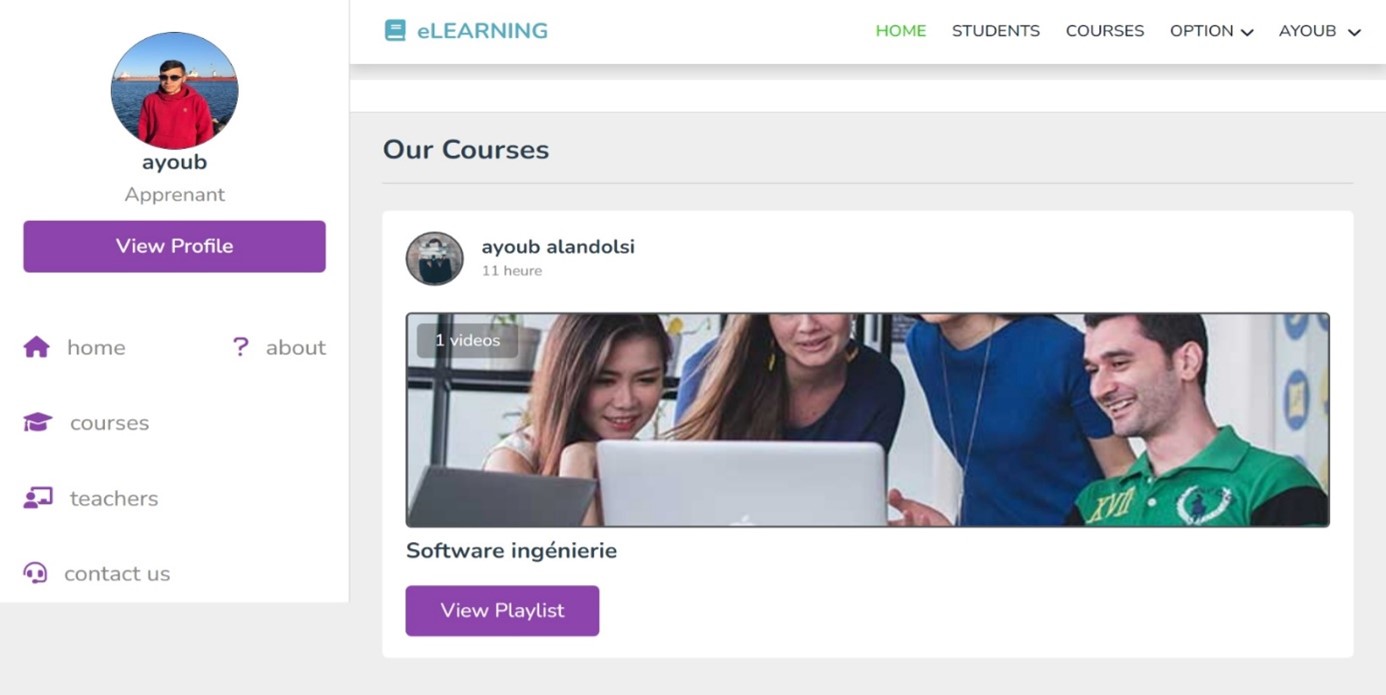 eLEARNING
HOME STUDENTS COURSES OPTION AYOUB
ayoub
Apprenant
View Profile
? about
home
courses
teachers
contact us
Our Courses
ayoub alandolsi
11 heure
1 videos
XVII
Software ingénierie
View Playlist